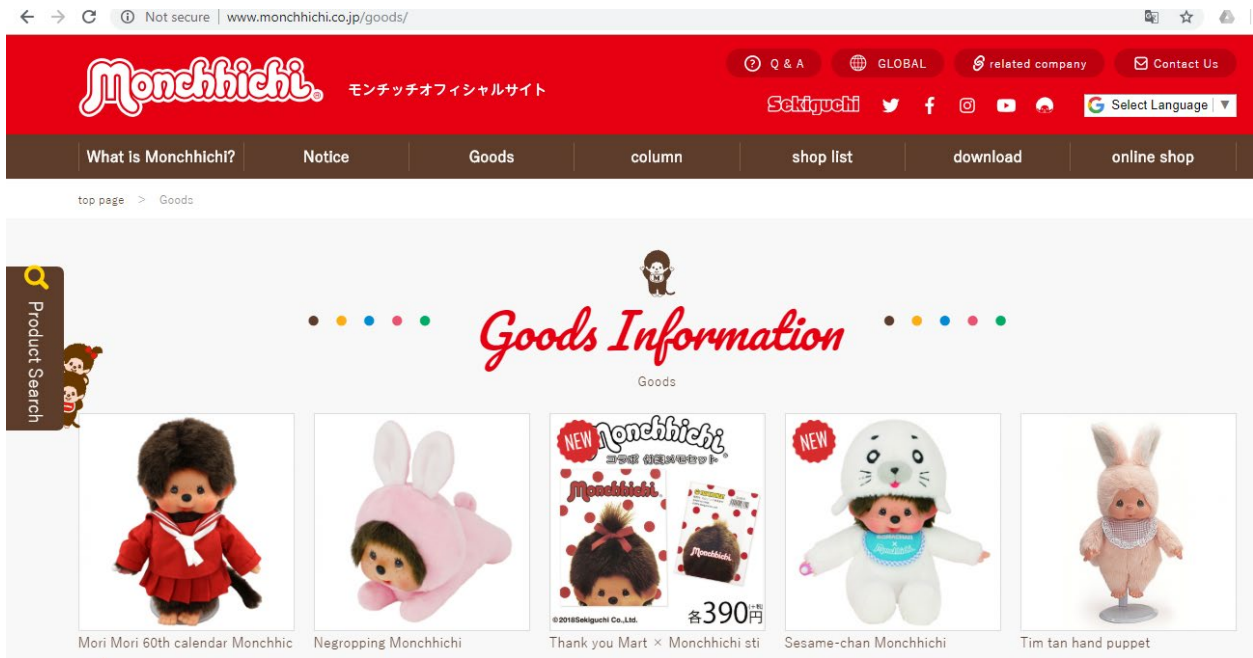 Not secure | www.monchhichi.co.jp/goods/
Monchhichi® モンチッチオフィシャルサイト
Q & A GLOBAL related company Contact Us
Sekiguchi
G Select Language ▼
What is Monchhichi? Notice Goods column shop list download online shop
top page > Goods
Product Search
Goods Information
Goods
NEW
Monchhichi
Monchhichi.
Monchhichi
©2018Sekiguchi Co.,Ltd.
各390円
NEW
Monchhichi
Mori Mori 60th calendar Monchhic
Negropping Monchhichi
Thank you Mart × Monchhichi sti
Sesame-chan Monchhichi
Tim tan hand puppet